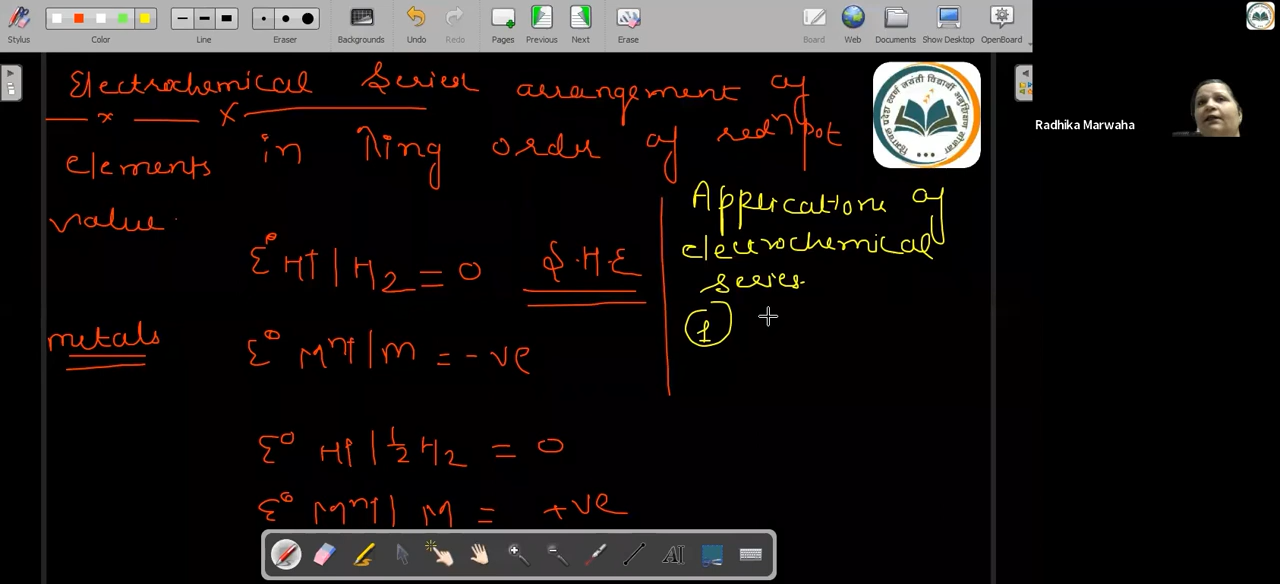 Stylus
Color
Line
Eraser
Backgrounds
Undo
Redo
Pages
Previous
Next
Erase
Board
Web
Documents
Show Desktop
OpenBoard
Electrochemical Series arrangement of
elements in ↑ing order of redⁿ pot
value.
E° H⁺ | H₂ = 0 S.H.E
metals E° Mⁿ⁺ | M = -ve
E° H⁺ | 1/2 H₂ = 0
E° Mⁿ⁺ | M = +ve
Applications of
electrochemical
series.
1
AI
Radhika Marwaha